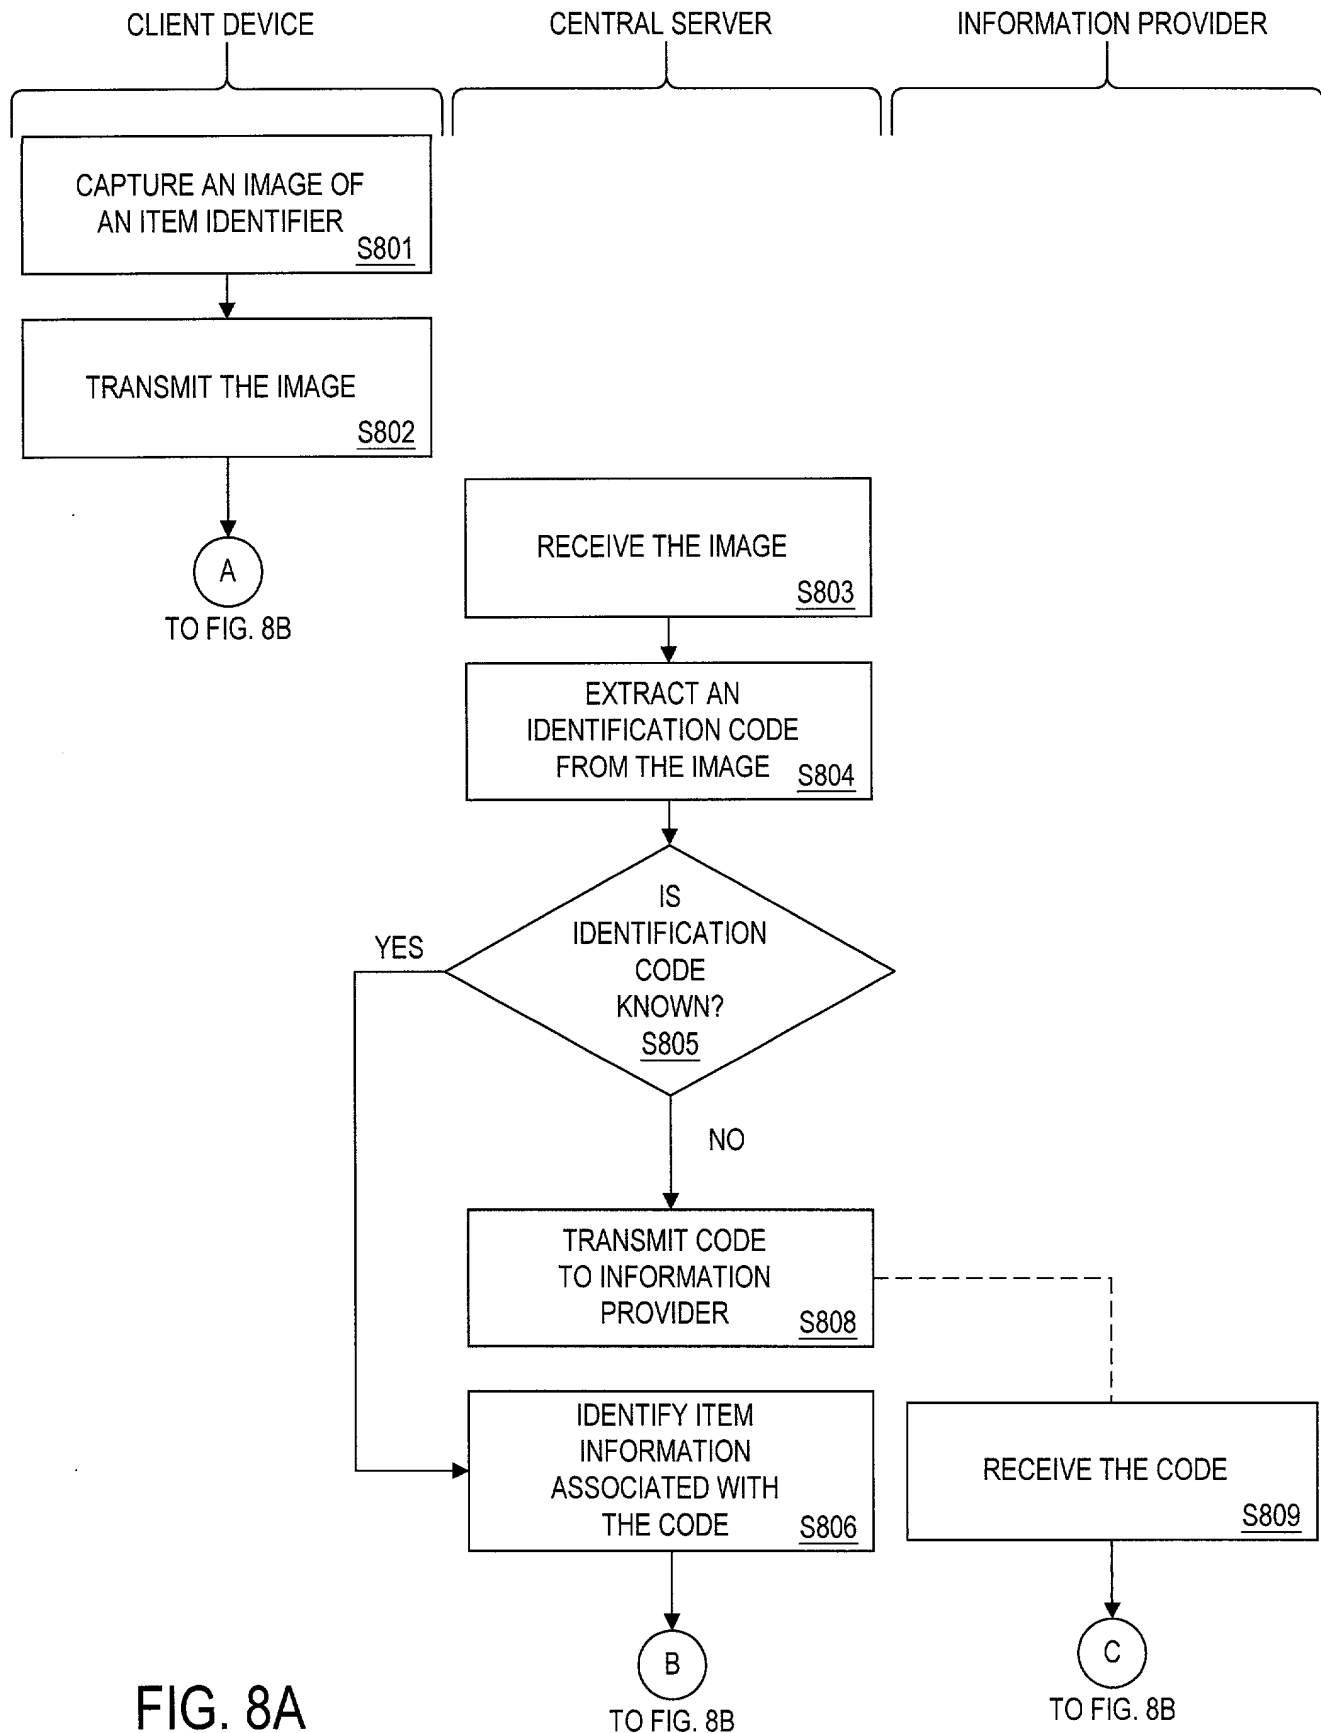 CLIENT DEVICE
CENTRAL SERVER
INFORMATION PROVIDER
CAPTURE AN IMAGE OF
AN ITEM IDENTIFIER
S801
TRANSMIT THE IMAGE
S802
A
TO FIG. 8B
RECEIVE THE IMAGE
S803
EXTRACT AN
IDENTIFICATION CODE
FROM THE IMAGE
S804
IS
IDENTIFICATION
CODE
KNOWN?
S805
YES
NO
TRANSMIT CODE
TO INFORMATION
PROVIDER
S808
IDENTIFY ITEM
INFORMATION
ASSOCIATED WITH
THE CODE
S806
RECEIVE THE CODE
S809
B
TO FIG. 8B
C
TO FIG. 8B
FIG. 8A